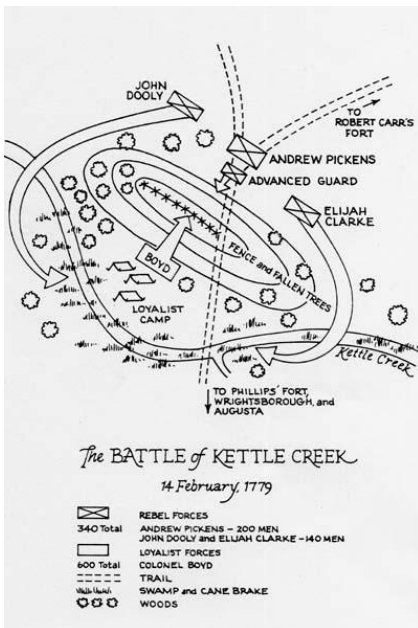 JOHN
DOOLY
TO
ROBERT CARR'S
FORT
ANDREW PICKENS
ADVANCED GUARD
ELIJAH
CLARKE
BOYD
FENCE and FALLEN TREES
LOYALIST
CAMP
Kettle Creek
TO PHILLIPS' FORT,
WRIGHTSBOROUGH, and
AUGUSTA
The BATTLE of KETTLE CREEK
14 February, 1779
REBEL FORCES
340 Total ANDREW PICKENS – 200 MEN
JOHN DOOLY and ELIJAH CLARKE – 140 MEN
LOYALIST FORCES
600 Total COLONEL BOYD
TRAIL
SWAMP and CANE BRAKE
WOODS